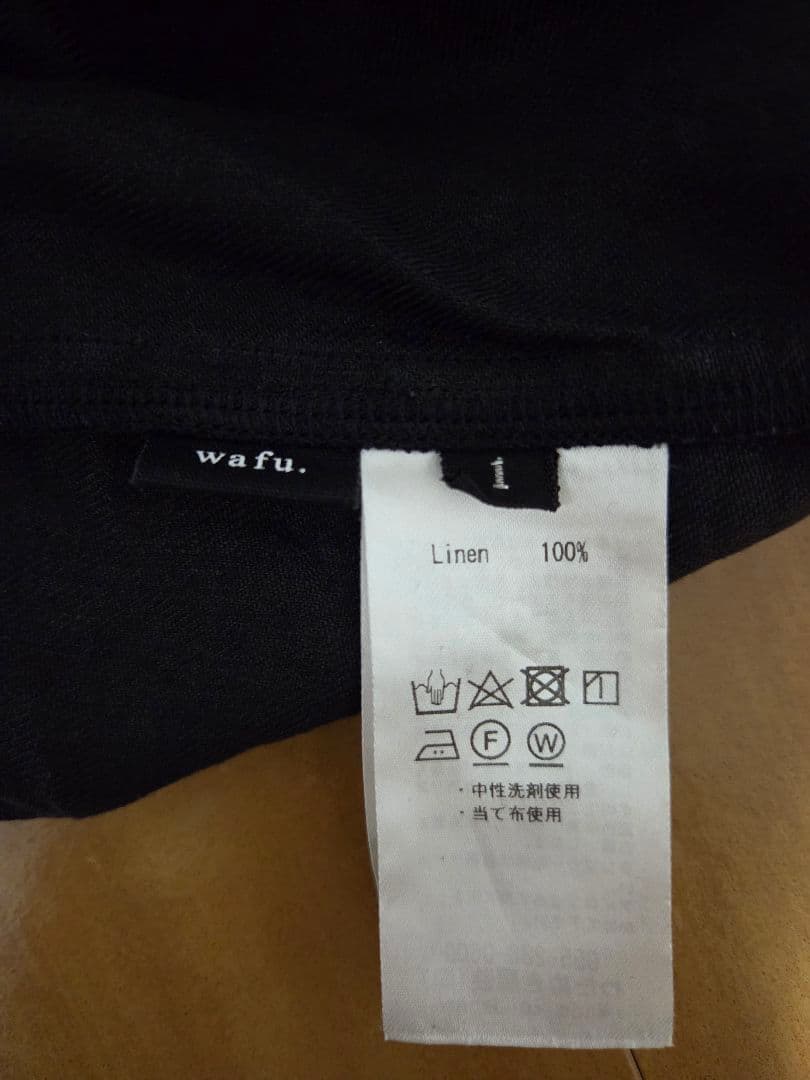 wafu.
1
Linen 100%
F W
・中性洗剤使用
・当て布使用